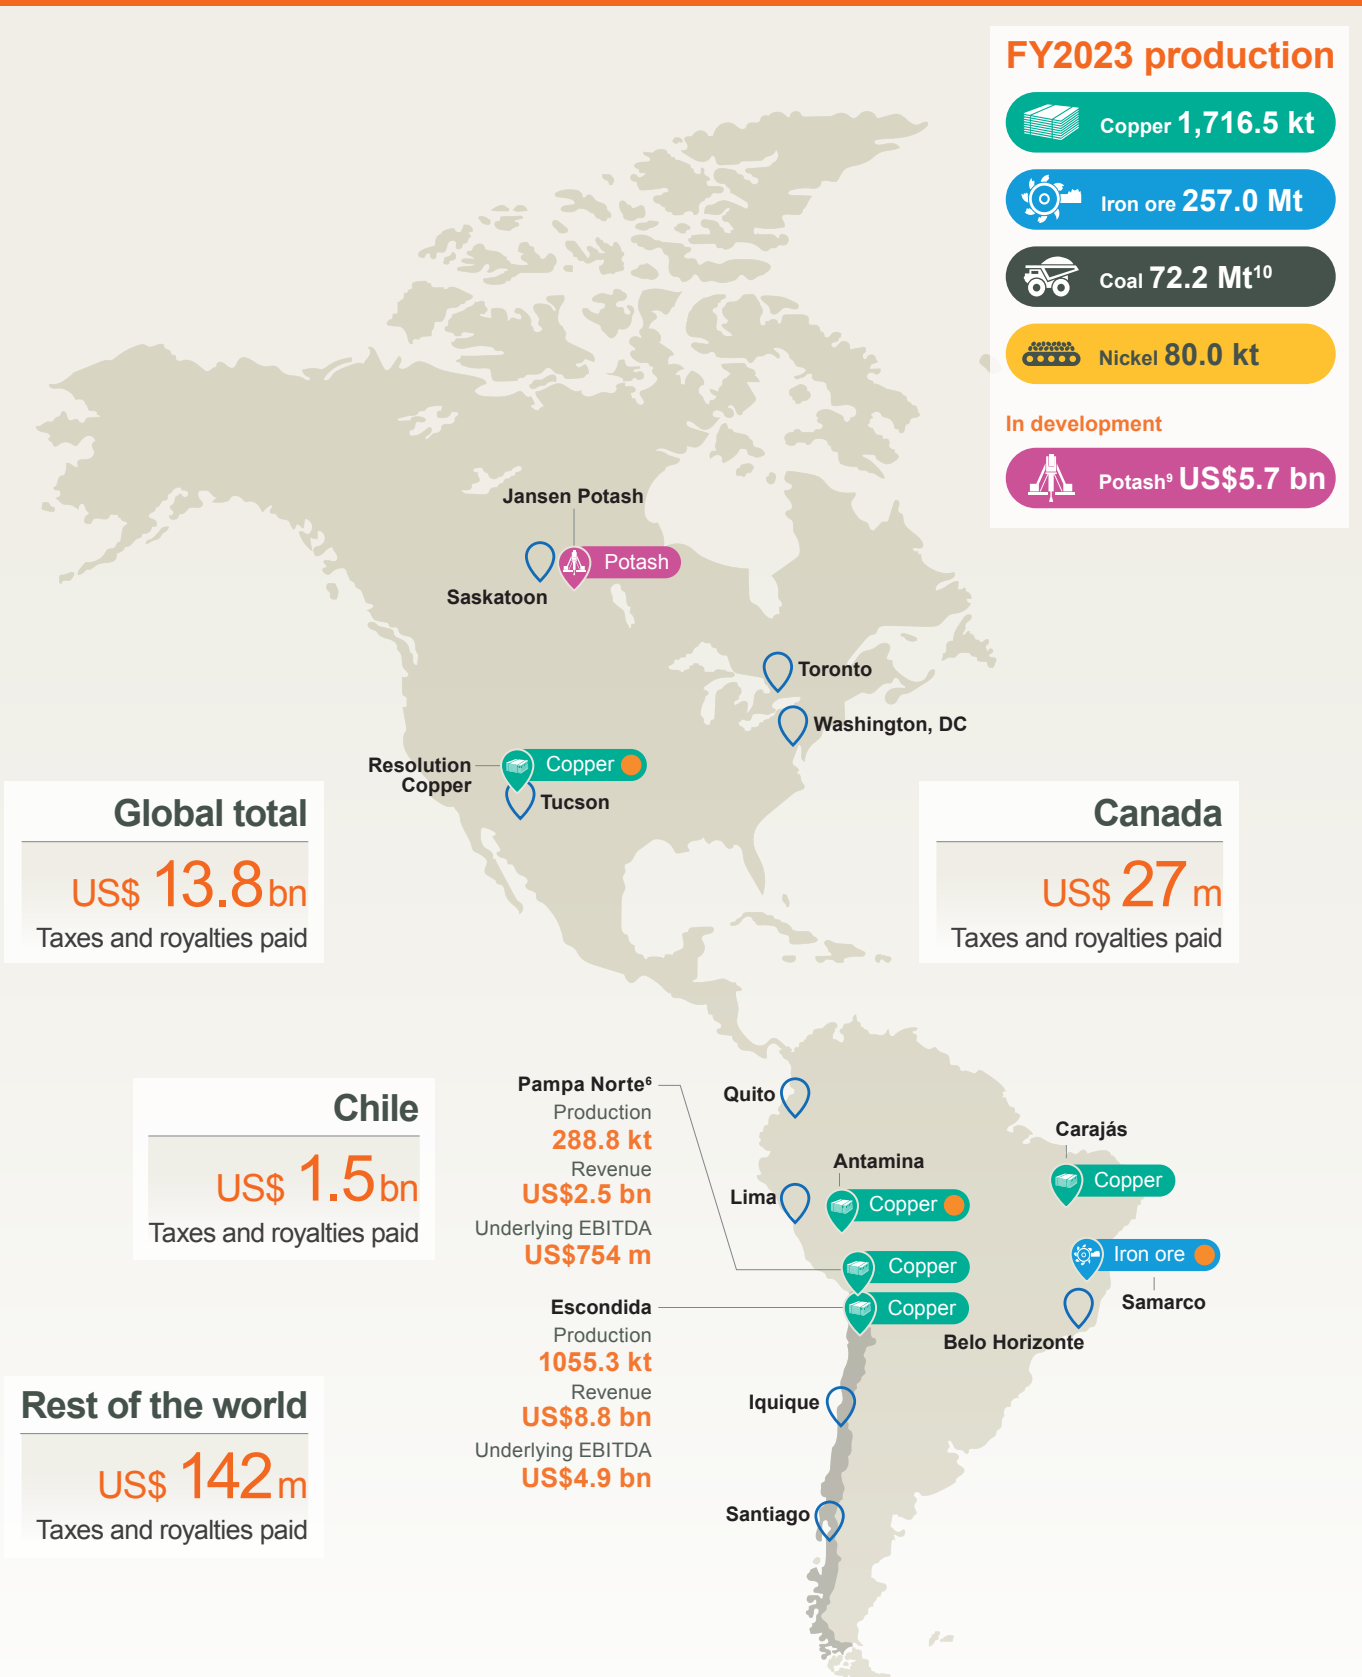 FY2023 production
Copper 1,716.5 kt
Iron ore 257.0 Mt
Coal 72.2 Mt¹⁰
Nickel 80.0 kt
In development
Potash⁹ US$5.7 bn
Jansen Potash
Potash
Saskatoon
Toronto
Washington, DC
Resolution
Copper
Copper
Tucson
Global total
US$ 13.8 bn
Taxes and royalties paid
Canada
US$ 27 m
Taxes and royalties paid
Chile
US$ 1.5 bn
Taxes and royalties paid
Pampa Norte⁶
Production
288.8 kt
Revenue
US$2.5 bn
Underlying EBITDA
US$754 m
Escondida
Production
1055.3 kt
Revenue
US$8.8 bn
Underlying EBITDA
US$4.9 bn
Quito
Carajás
Copper
Antamina
Copper
Lima
Copper
Copper
Iron ore
Samarco
Belo Horizonte
Iquique
Santiago
Rest of the world
US$ 142 m
Taxes and royalties paid